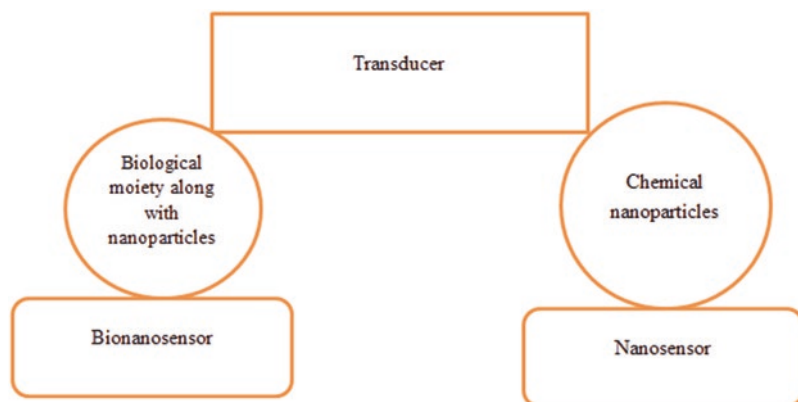 Transducer
Biological
moiety along
with
nanoparticles
Chemical
nanoparticles
Bionanosensor
Nanosensor